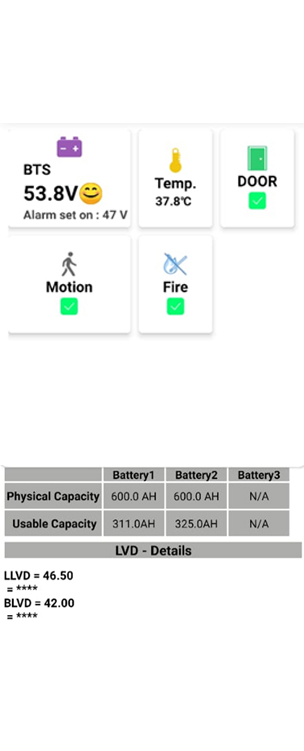 BTS
53.8V😊
Alarm set on : 47 V
Temp.
37.8℃
DOOR
Motion
Fire
Battery1 Battery2 Battery3
Physical Capacity 600.0 AH 600.0 AH N/A
Usable Capacity 311.0AH 325.0AH N/A
LVD - Details
LLVD = 46.50
= ****
BLVD = 42.00
= ****